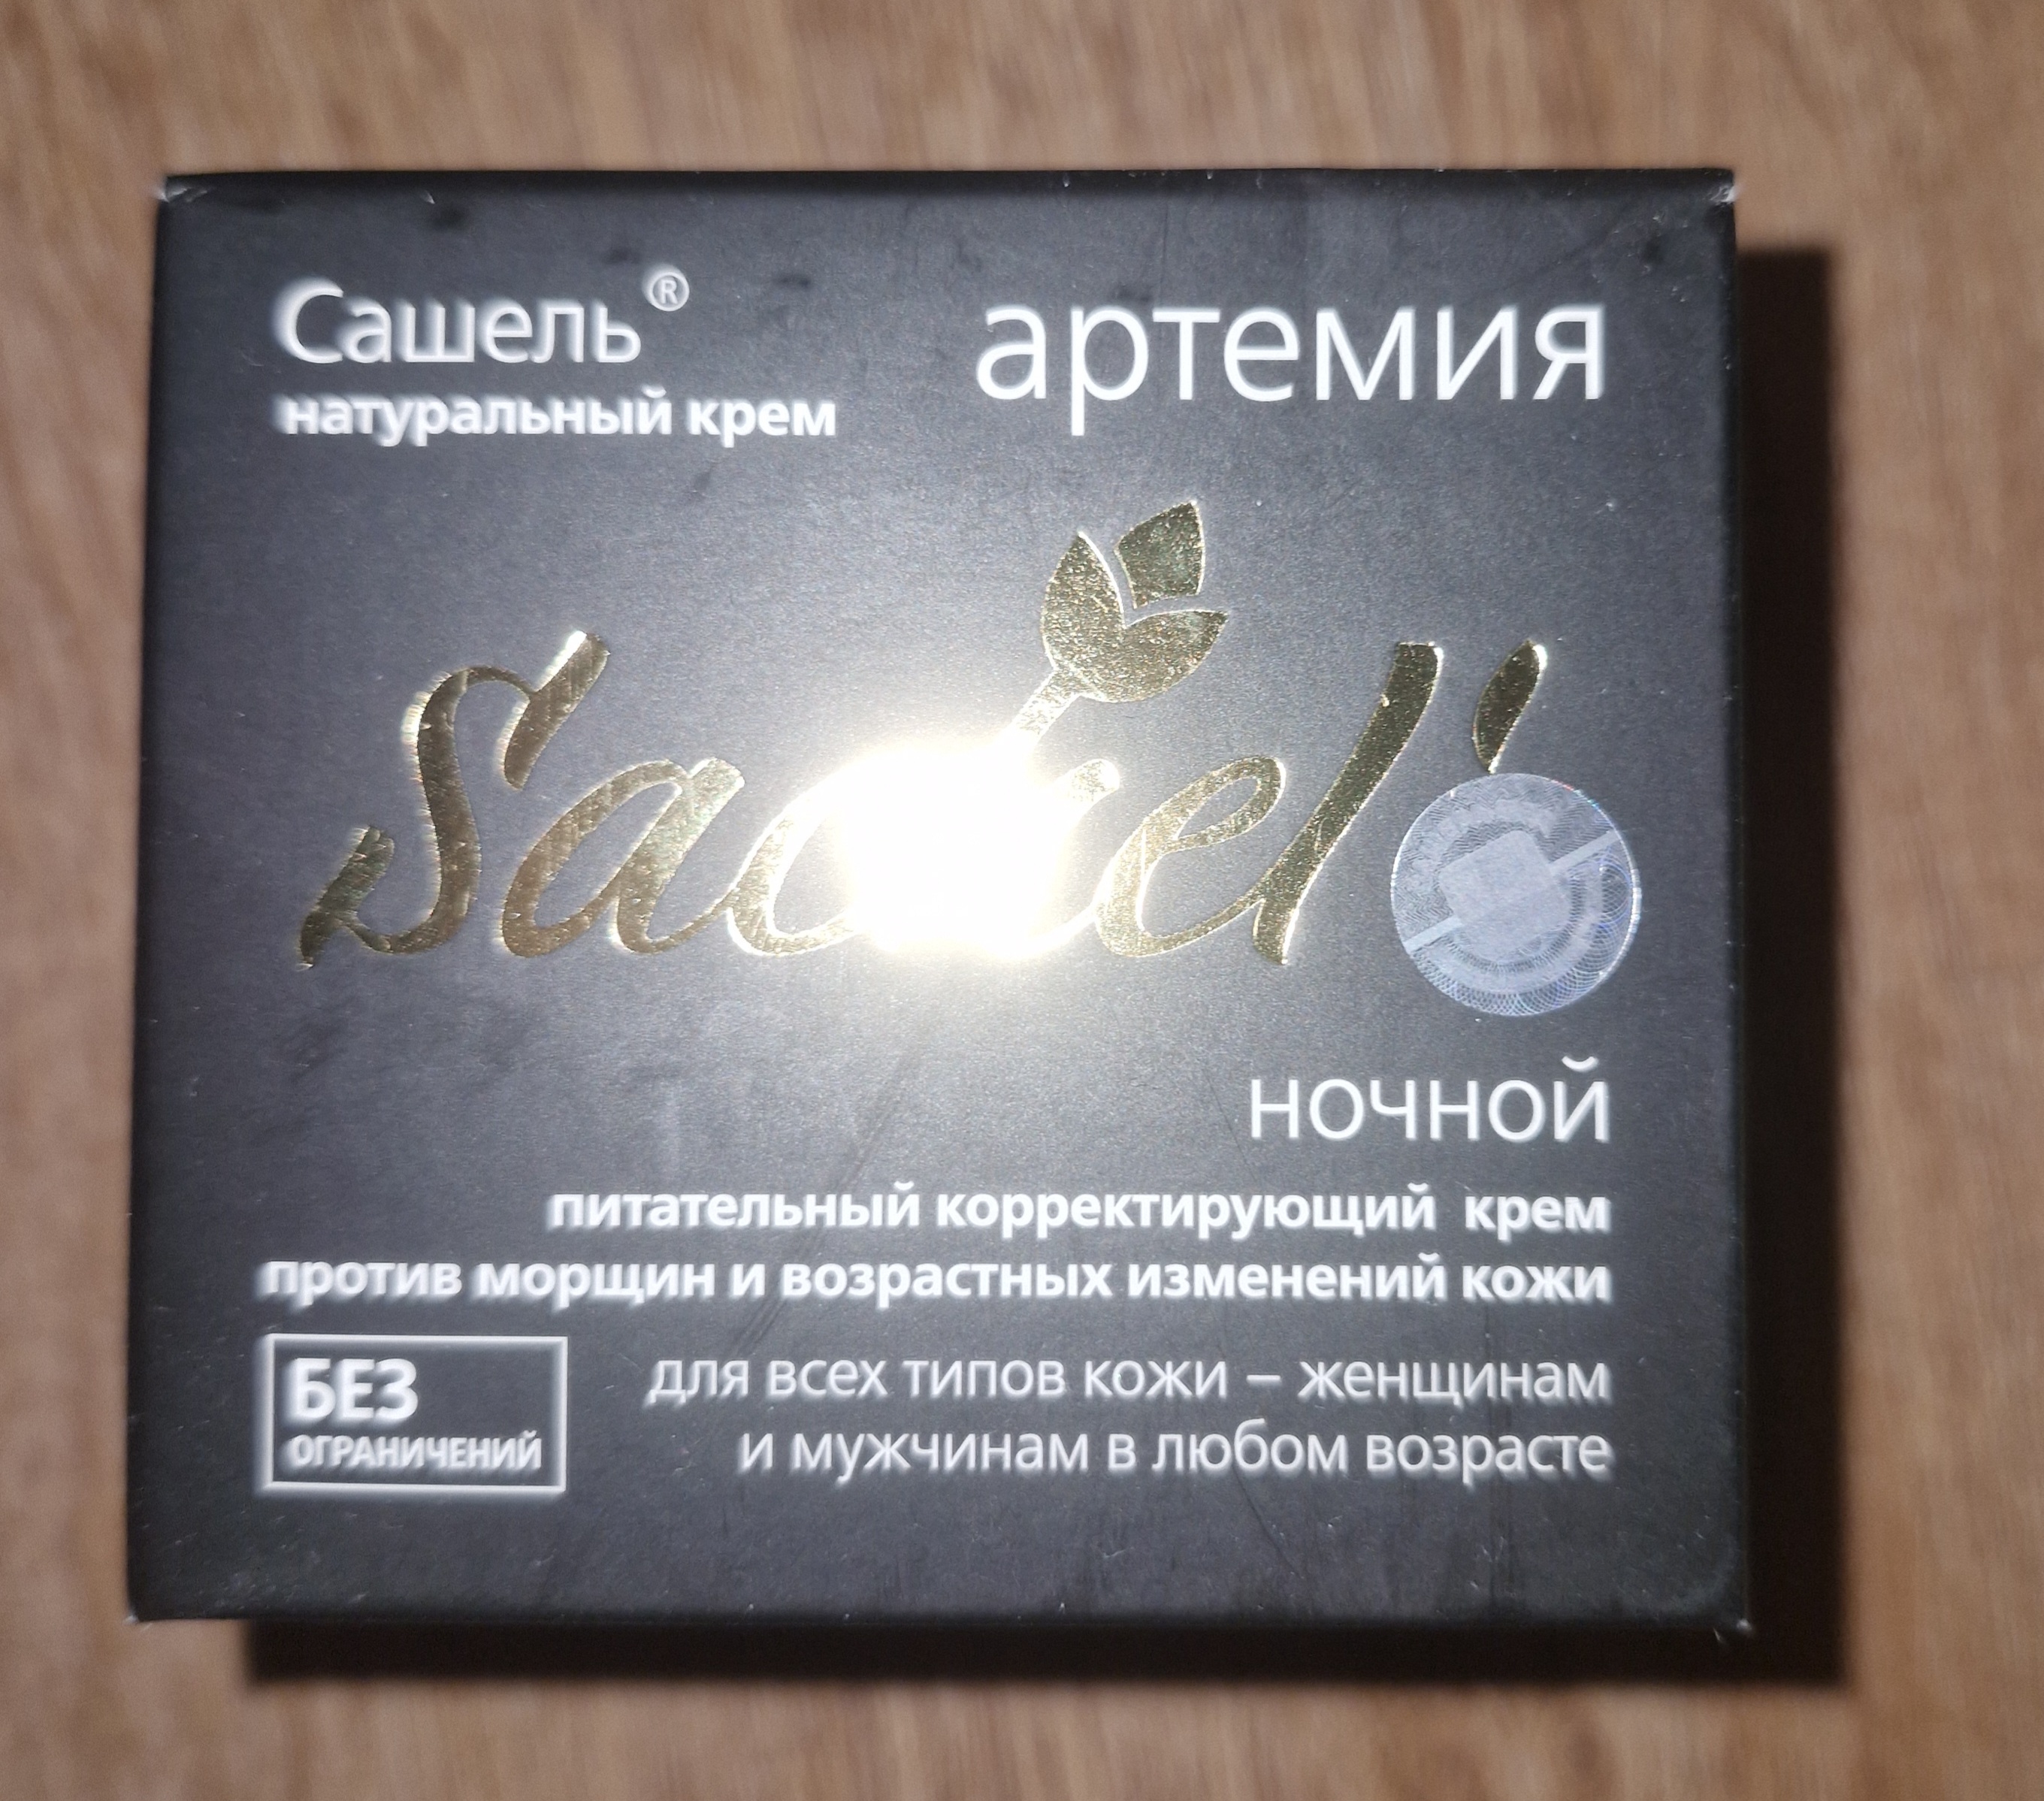 Сашель®
натуральный крем
артемия
ночной
питательный корректирующий крем
против морщин и возрастных изменений кожи
БЕЗ
ОГРАНИЧЕНИЙ
для всех типов кожи – женщинам
и мужчинам в любом возрасте